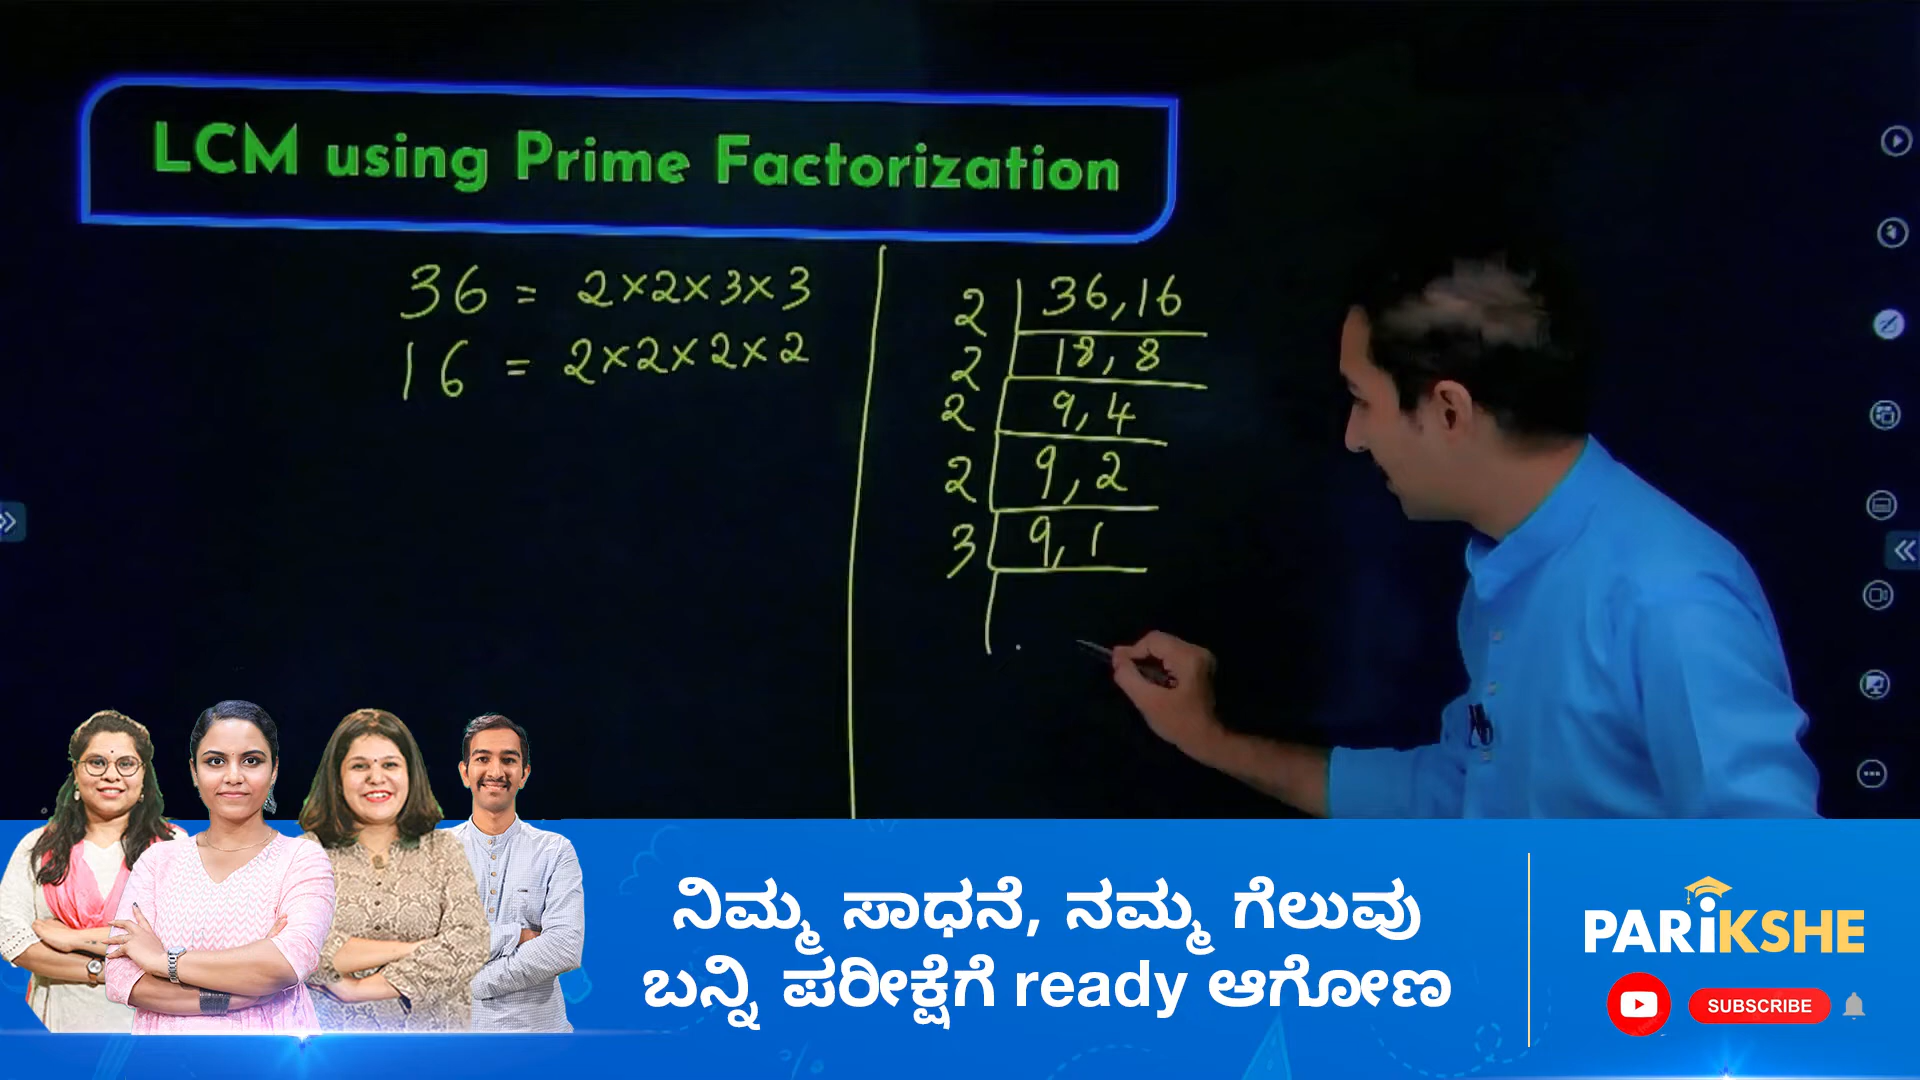 LCM using Prime Factorization
36 = 2×2×3×3
16 = 2×2×2×2
2 | 36,16
2 | 18, 8
2 | 9, 4
2 | 9, 2
3 | 9, 1
ನಿಮ್ಮ ಸಾಧನೆ, ನಮ್ಮ ಗೆಲುವು
ಬನ್ನಿ ಪರೀಕ್ಷೆಗೆ ready ಆಗೋಣ
PARiKSHE
SUBSCRIBE